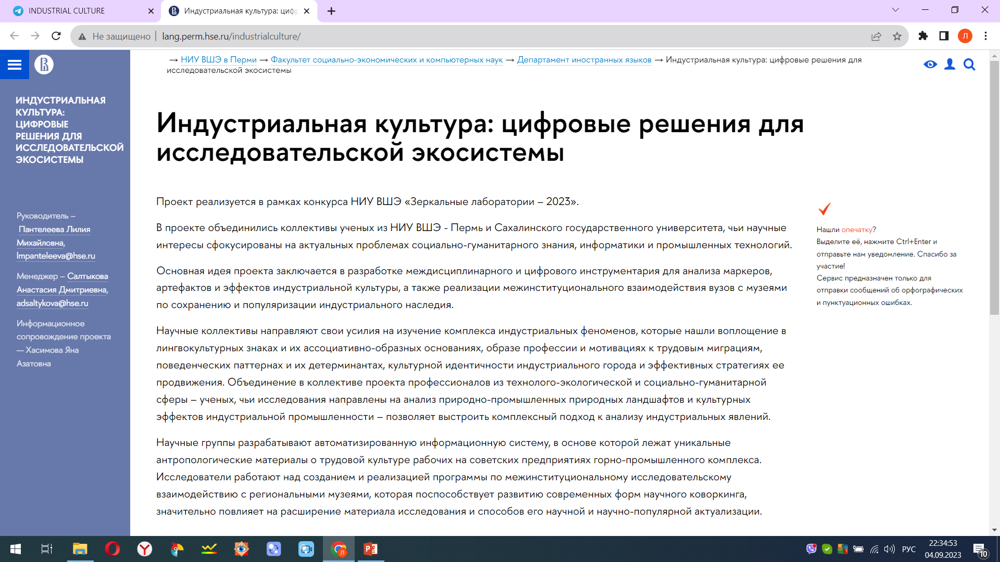 INDUSTRIAL CULTURE
Индустриальная культура: циф
Не защищено
lang.perm.hse.ru/industrialculture/
Л
→ НИУ ВШЭ в Перми → Факультет социально-экономических и компьютерных наук → Департамент иностранных языков → Индустриальная культура: цифровые решения для
исследовательской экосистемы
ИНДУСТРИАЛЬНАЯ
КУЛЬТУРА:
ЦИФРОВЫЕ
РЕШЕНИЯ ДЛЯ
ИССЛЕДОВАТЕЛЬСКОЙ
ЭКОСИСТЕМЫ
Руководитель –
Пантелеева Лилия
Михайловна,
lmpanteleeva@hse.ru
Менеджер – Салтыкова
Анастасия Дмитриевна,
adsaltykova@hse.ru
Информационное
сопровождение проекта
— Хасимова Яна
Азатовна
Индустриальная культура: цифровые решения для
исследовательской экосистемы
Проект реализуется в рамках конкурса НИУ ВШЭ «Зеркальные лаборатории – 2023».
В проекте объединились коллективы ученых из НИУ ВШЭ - Пермь и Сахалинского государственного университета, чьи научные
интересы сфокусированы на актуальных проблемах социально-гуманитарного знания, информатики и промышленных технологий.
Основная идея проекта заключается в разработке междисциплинарного и цифрового инструментария для анализа маркеров,
артефактов и эффектов индустриальной культуры, а также реализации межинституционального взаимодействия вузов с музеями
по сохранению и популяризации индустриального наследия.
Научные коллективы направляют свои усилия на изучение комплекса индустриальных феноменов, которые нашли воплощение в
лингвокультурных знаках и их ассоциативно-образных основаниях, образе профессии и мотивациях к трудовым миграциям,
поведенческих паттернах и их детерминантах, культурной идентичности индустриального города и эффективных стратегиях ее
продвижения. Объединение в коллективе проекта профессионалов из технолого-экологической и социально-гуманитарной
сферы – ученых, чьи исследования направлены на анализ природно-промышленных природных ландшафтов и культурных
эффектов индустриальной промышленности – позволяет выстроить комплексный подход к анализу индустриальных явлений.
Научные группы разрабатывают автоматизированную информационную систему, в основе которой лежат уникальные
антропологические материалы о трудовой культуре рабочих на советских предприятиях горно-промышленного комплекса.
Исследователи работают над созданием и реализацией программы по межинституциональному исследовательскому
взаимодействию с региональными музеями, которая поспособствует развитию современных форм научного коворкинга,
значительно повлияет на расширение материала исследования и способов его научной и научно-популярной актуализации.
Нашли опечатку?
Выделите её, нажмите Ctrl+Enter и
отправьте нам уведомление. Спасибо за
участие!
Сервис предназначен только для
отправки сообщений об орфографических
и пунктуационных ошибках.
РУС
22:34:53
04.09.2023
10